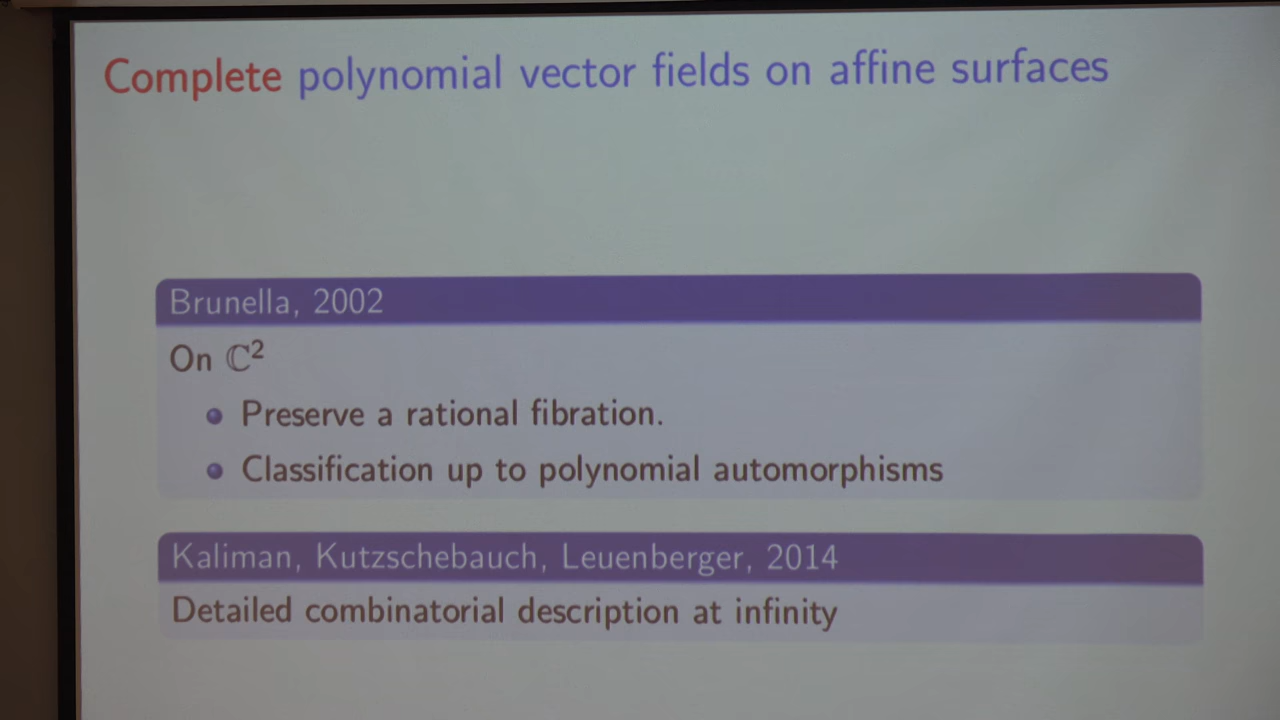 Complete polynomial vector fields on affine surfaces
Brunella, 2002
On ℂ²
Preserve a rational fibration.
Classification up to polynomial automorphisms
Kaliman, Kutzschebauch, Leuenberger, 2014
Detailed combinatorial description at infinity